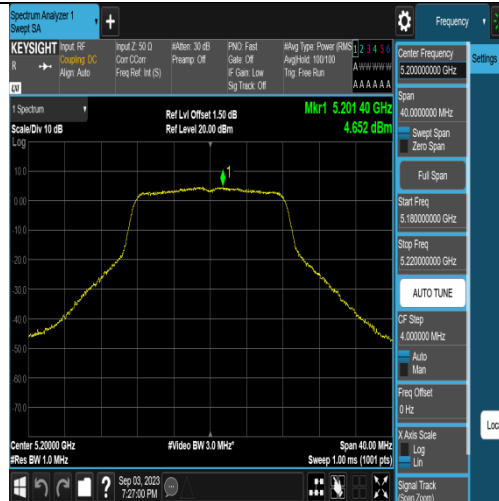 Spectrum Analyzer 1
Swept SA
+
Frequency
KEYSIGHT
R
LXI
Input: RF
Coupling: DC
Align: Auto
Input Z: 50 Ω
Corr CCorr
Freq Ref: Int (S)
#Atten: 30 dB
Preamp: Off
PNO: Fast
Gate: Off
IF Gain: Low
Sig Track: Off
#Avg Type: Power (RMS
Avg|Hold: 100/100
Trig: Free Run
1 2 3 4 5 6
A W W W W W
A A A A A A
1 Spectrum
Scale/Div 10 dB
Log
Ref Lvl Offset 1.50 dB
Ref Level 20.00 dBm
Mkr1 5.201 40 GHz
4.652 dBm
1
10.0
0.00
-10.0
-20.0
-30.0
-40.0
-50.0
-60.0
-70.0
Center 5.20000 GHz
#Res BW 1.0 MHz
#Video BW 3.0 MHz*
Span 40.00 MHz
Sweep 1.00 ms (1001 pts)
Sep 03, 2023
7:27:00 PM
Center Frequency
5.200000000 GHz
Span
40.0000000 MHz
Swept Span
Zero Span
Full Span
Start Freq
5.180000000 GHz
Stop Freq
5.220000000 GHz
AUTO TUNE
CF Step
4.000000 MHz
Auto
Man
Freq Offset
0 Hz
X Axis Scale
Log
Lin
Signal Track
(Span Zoom)
Settings
Loc